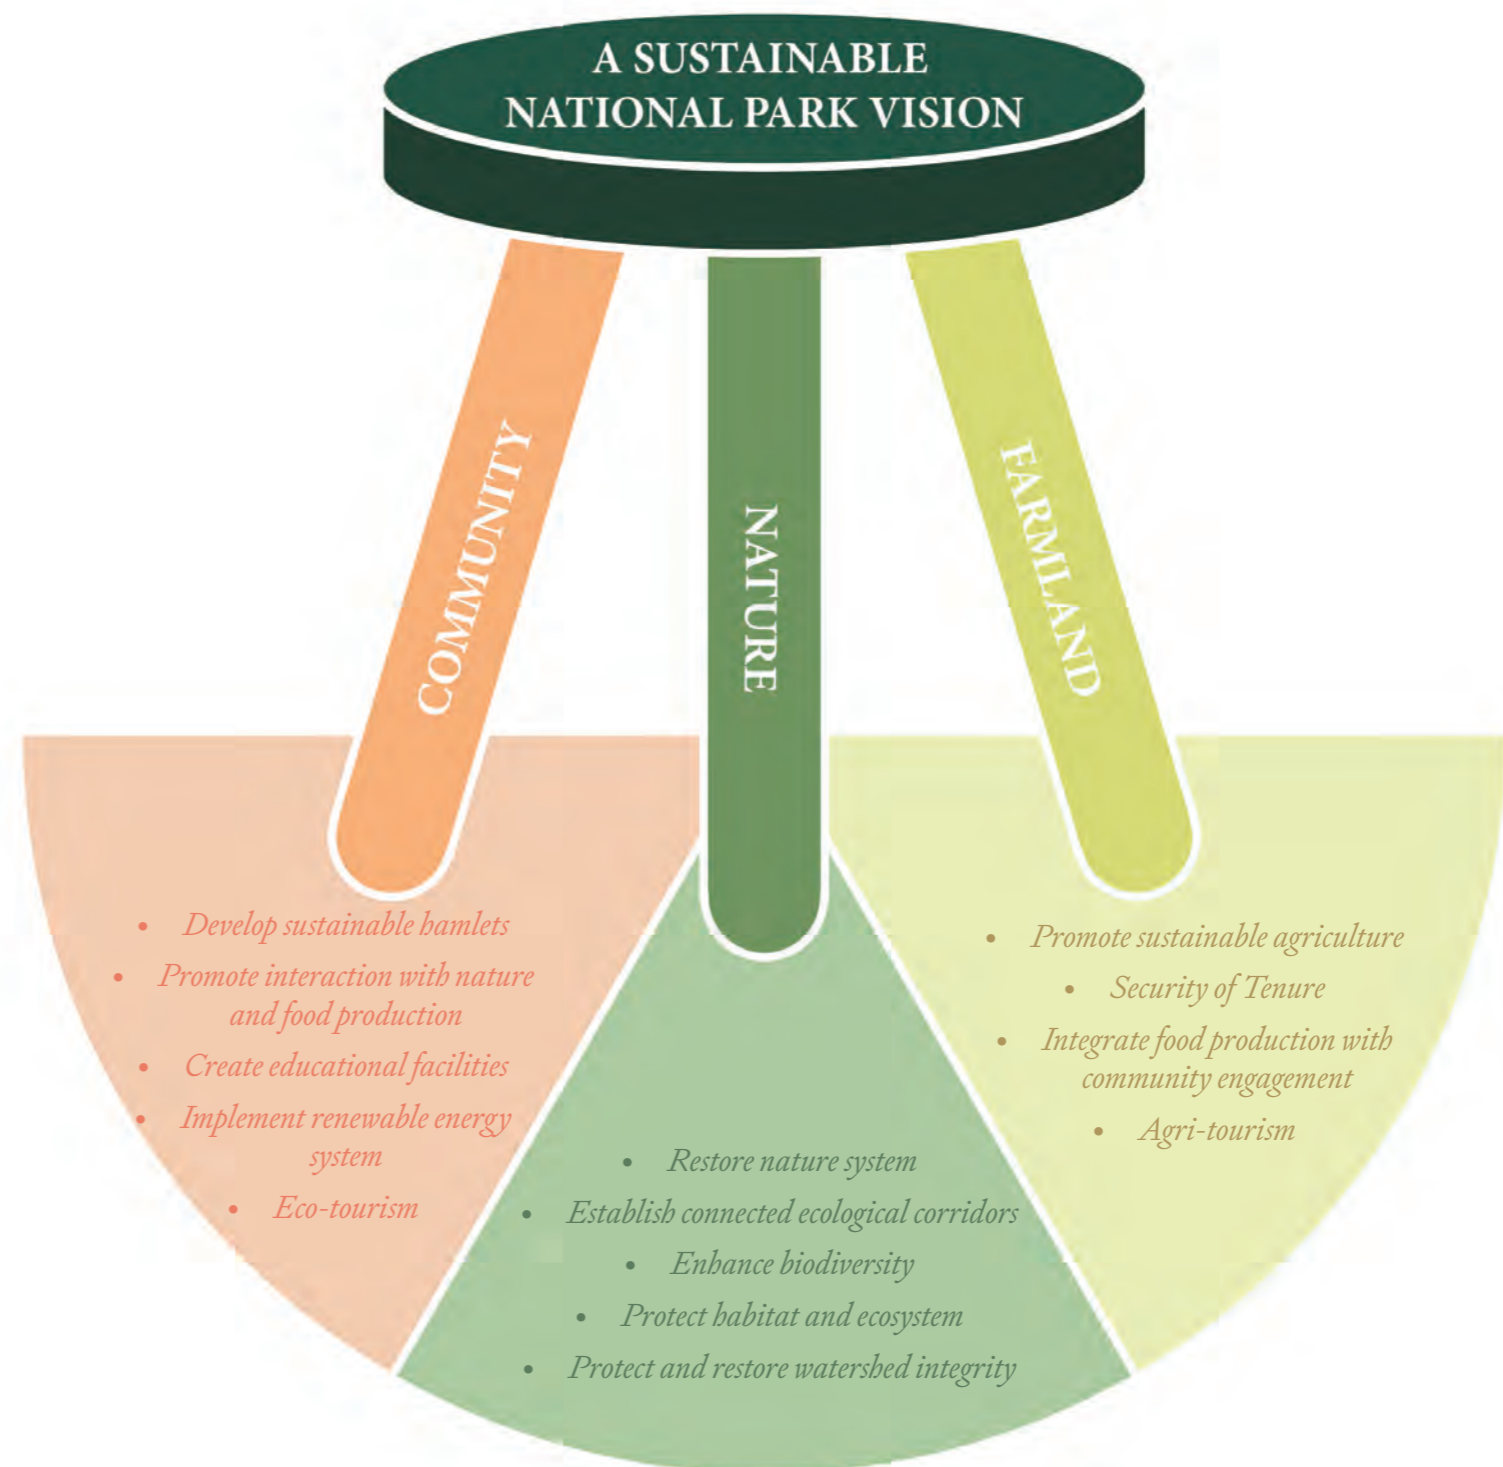 A SUSTAINABLE
NATIONAL PARK VISION
COMMUNITY
NATURE
FARMLAND
• Develop sustainable hamlets
• Promote interaction with nature
and food production
• Create educational facilities
• Implement renewable energy
system
• Eco-tourism
• Restore nature system
• Establish connected ecological corridors
• Enhance biodiversity
• Protect habitat and ecosystem
• Protect and restore watershed integrity
• Promote sustainable agriculture
• Security of Tenure
• Integrate food production with
community engagement
• Agri-tourism